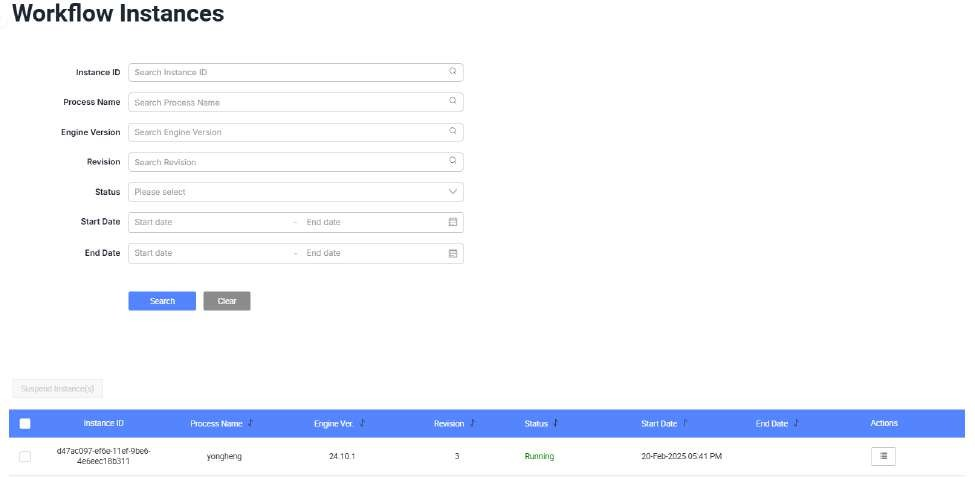 Workflow Instances
Instance ID Search Instance ID
Process Name Search Process Name
Engine Version Search Engine Version
Revision Search Revision
Status Please select
Start Date Start date - End date
End Date Start date - End date
Search Clear
Suspend Instance(s)
Instance ID Process Name Engine Ver. Revision Status Start Date End Date Actions
d47ac097-ef6e-11ef-9be6-
4e6eec18b311 yongheng 24.10.1 3 Running 20-Feb-2025 05:41 PM